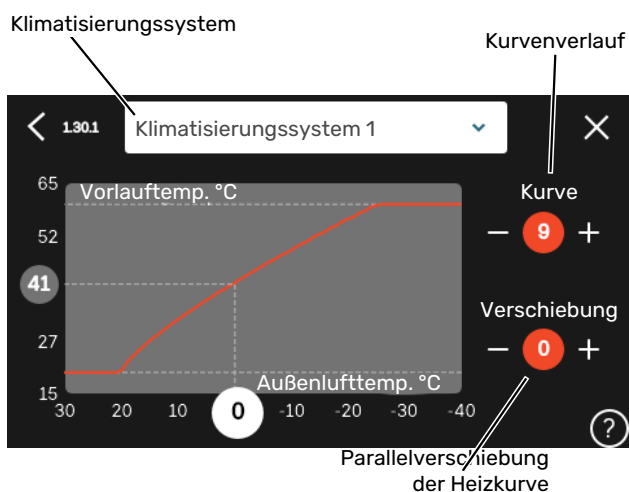 Klimatisierungssystem
Kurvenverlauf
1.30.1
Klimatisierungssystem 1
65
Vorlauftemp. °C
52
41
27
15
Außenlufttemp. °C
30 20 10 0 -10 -20 -30 -40
Kurve
− 9 +
Verschiebung
− 0 +
?
Parallelverschiebung
der Heizkurve